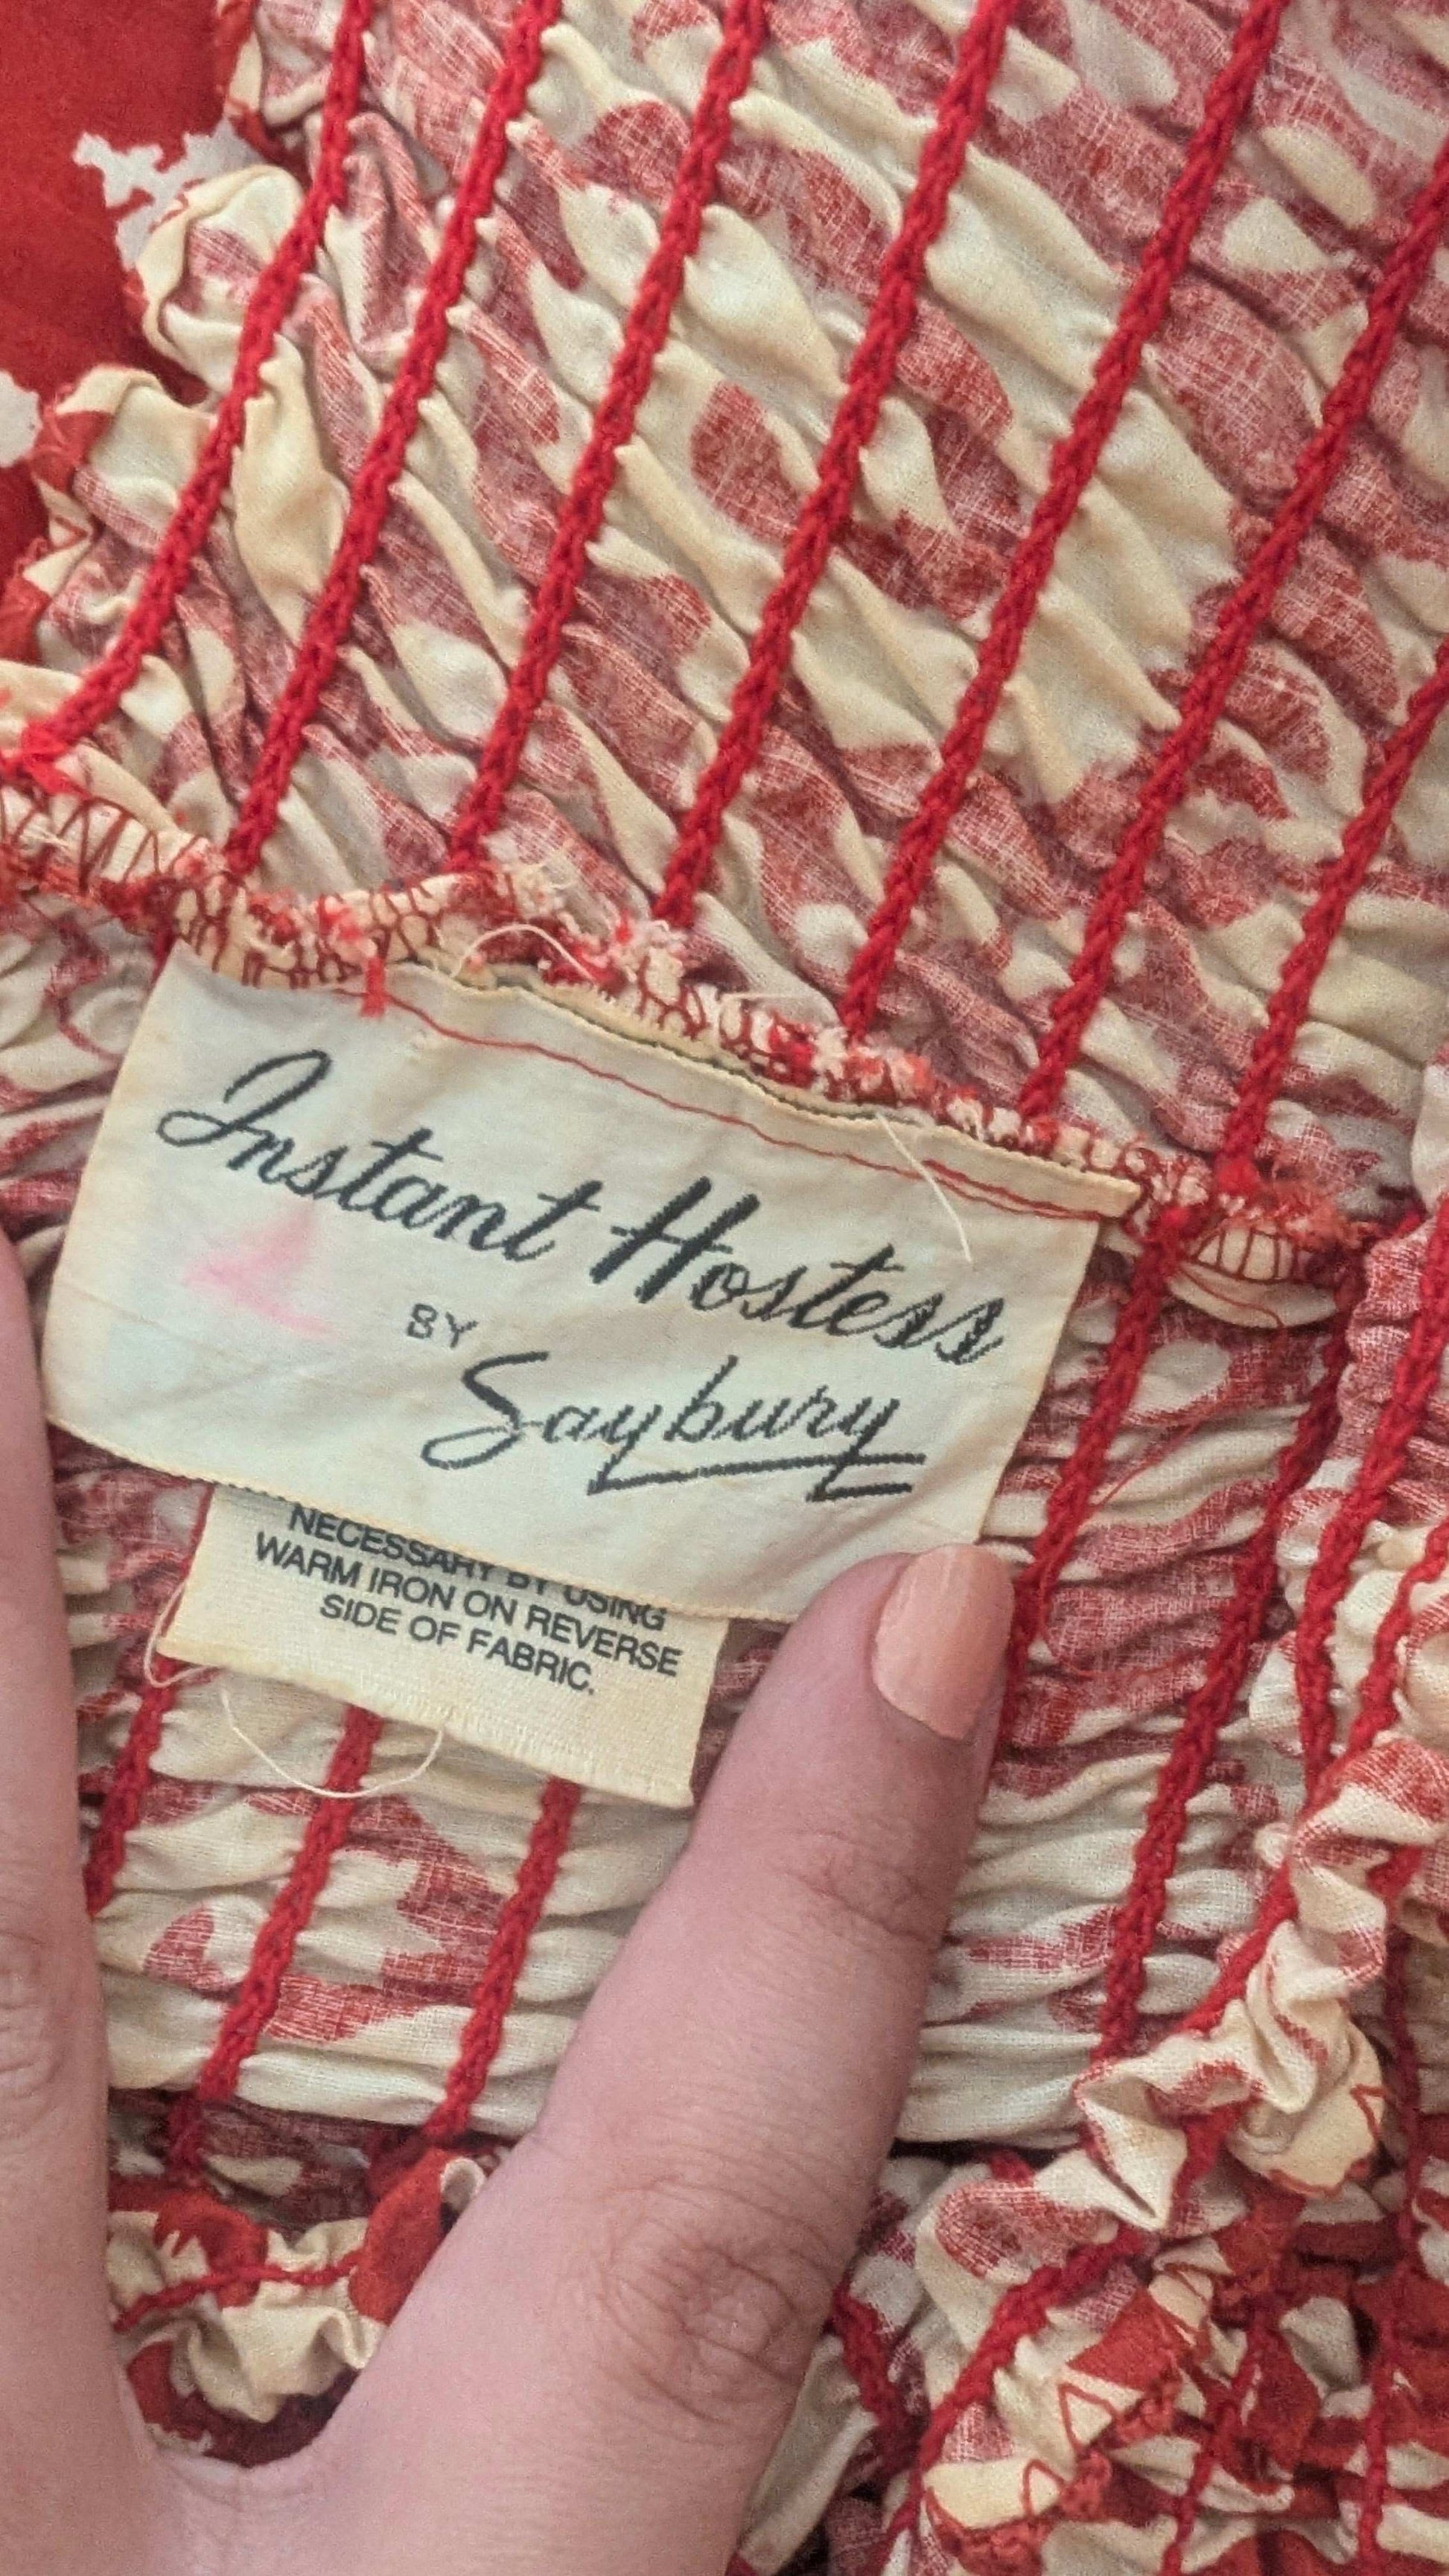 Instant Hostess
BY
Saybury
NECESSARY BY USING
WARM IRON ON REVERSE
SIDE OF FABRIC.